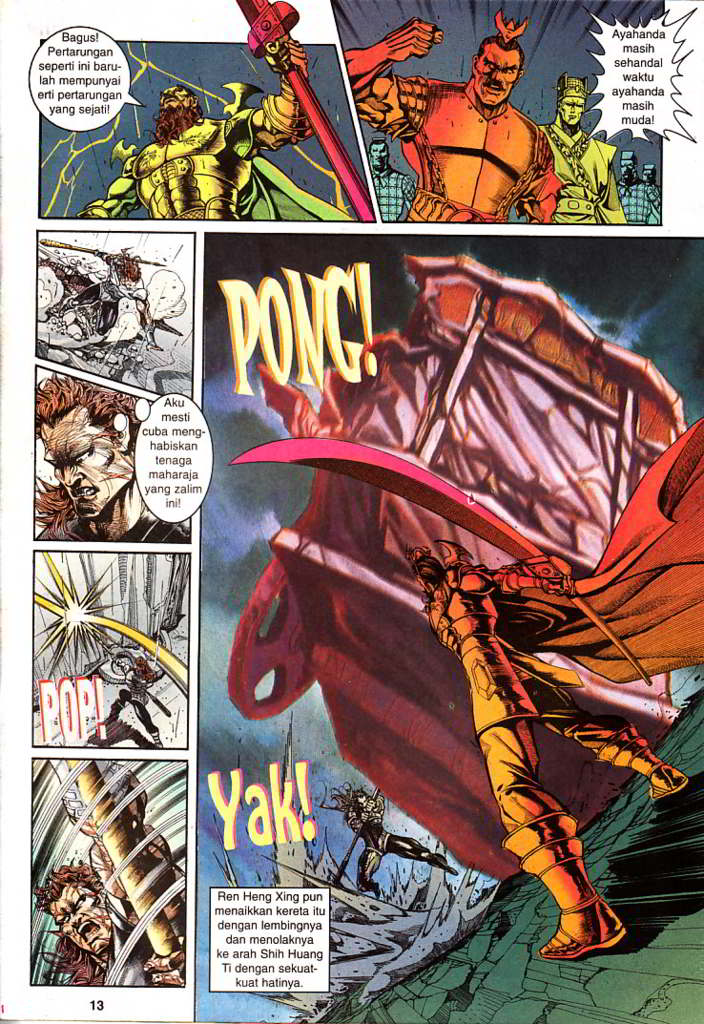 Bagus!
Pertarungan
seperti ini baru-
lah mempunyai
erti pertarungan
yang sejati!
Ayahanda
masih
sehandal
waktu
ayahanda
masih
muda!
Aku
mesti
cuba meng-
habiskan
tenaga
maharaja
yang zalim
ini!
PONG!
POP!
Yak!
Ren Heng Xing pun
menaikkan kereta itu
dengan lembingnya
dan menolaknya
ke arah Shih Huang
Ti dengan sekuat-
kuat hatinya.
13